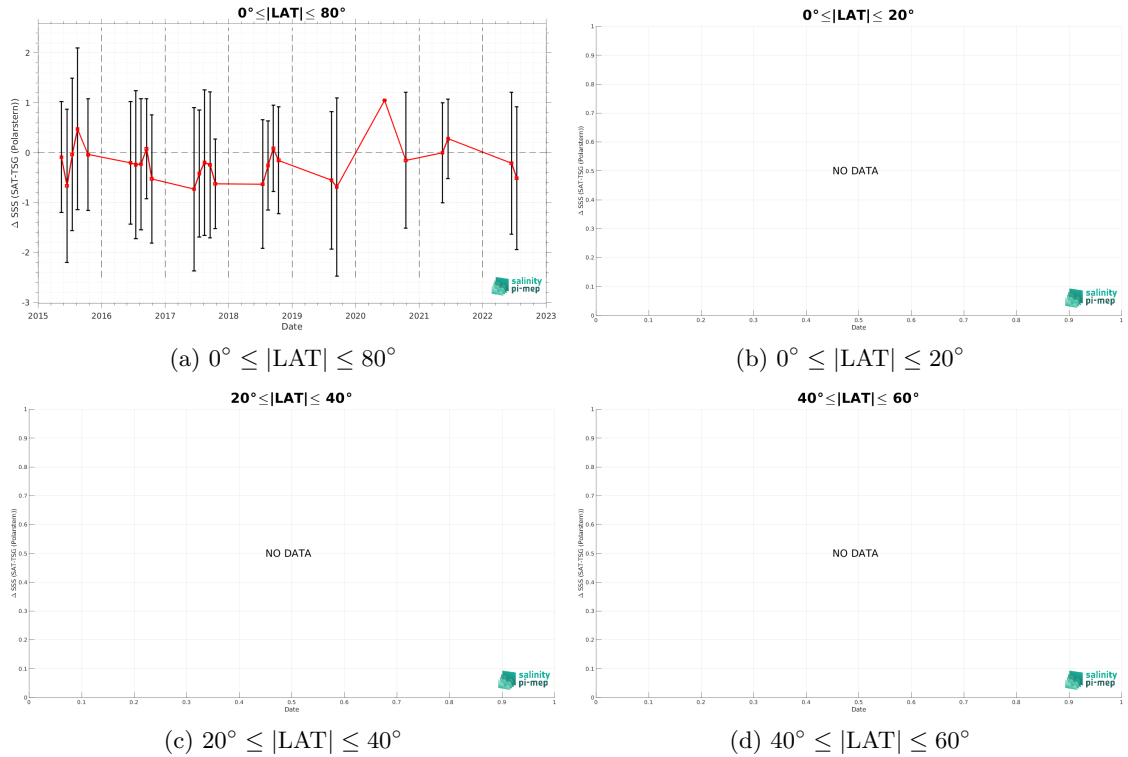 0°≤|LAT|≤ 80°
Δ SSS (SAT-TSG (Polarstern))
2
1
0
-1
-2
-3
2015 2016 2017 2018 2019 2020 2021 2022 2023
Date
salinity
pi-mep
(a) 0° ≤ |LAT| ≤ 80°
0°≤|LAT|≤ 20°
Δ SSS (SAT-TSG (Polarstern))
1
0.9
0.8
0.7
0.6
0.5
0.4
0.3
0.2
0.1
0
NO DATA
0 0.1 0.2 0.3 0.4 0.5 0.6 0.7 0.8 0.9 1
Date
salinity
pi-mep
(b) 0° ≤ |LAT| ≤ 20°
20°≤|LAT|≤ 40°
Δ SSS (SAT-TSG (Polarstern))
1
0.9
0.8
0.7
0.6
0.5
0.4
0.3
0.2
0.1
0
NO DATA
0 0.1 0.2 0.3 0.4 0.5 0.6 0.7 0.8 0.9 1
Date
salinity
pi-mep
(c) 20° ≤ |LAT| ≤ 40°
40°≤|LAT|≤ 60°
Δ SSS (SAT-TSG (Polarstern))
1
0.9
0.8
0.7
0.6
0.5
0.4
0.3
0.2
0.1
0
NO DATA
0 0.1 0.2 0.3 0.4 0.5 0.6 0.7 0.8 0.9 1
Date
salinity
pi-mep
(d) 40° ≤ |LAT| ≤ 60°